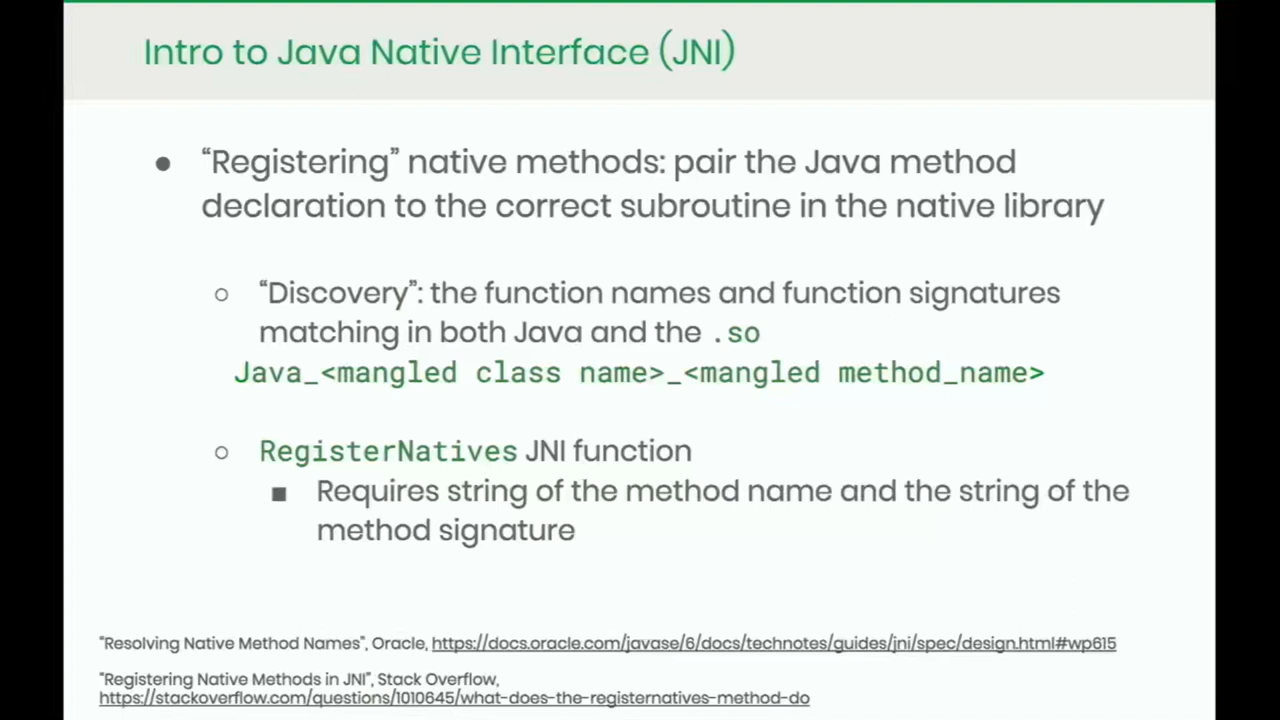 Intro to Java Native Interface (JNI)
● “Registering” native methods: pair the Java method
declaration to the correct subroutine in the native library
○ “Discovery”: the function names and function signatures
matching in both Java and the .so
Java_<mangled class name>_<mangled method_name>
○ RegisterNatives JNI function
■ Requires string of the method name and the string of the
method signature
“Resolving Native Method Names”, Oracle, https://docs.oracle.com/javase/6/docs/technotes/guides/jni/spec/design.html#wp615
“Registering Native Methods in JNI”, Stack Overflow,
https://stackoverflow.com/questions/1010645/what-does-the-registernatives-method-do